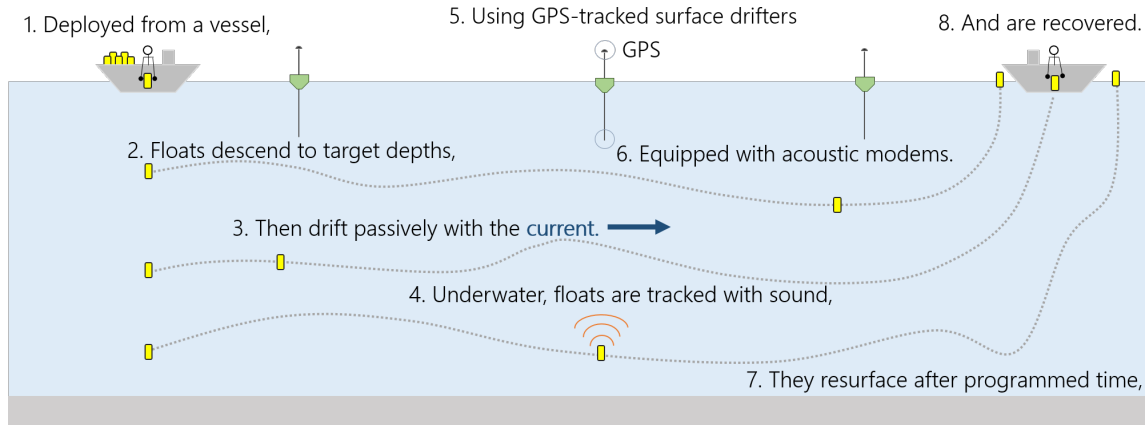 1. Deployed from a vessel,
2. Floats descend to target depths,
3. Then drift passively with the current.
4. Underwater, floats are tracked with sound,
5. Using GPS-tracked surface drifters
GPS
6. Equipped with acoustic modems.
7. They resurface after programmed time,
8. And are recovered.